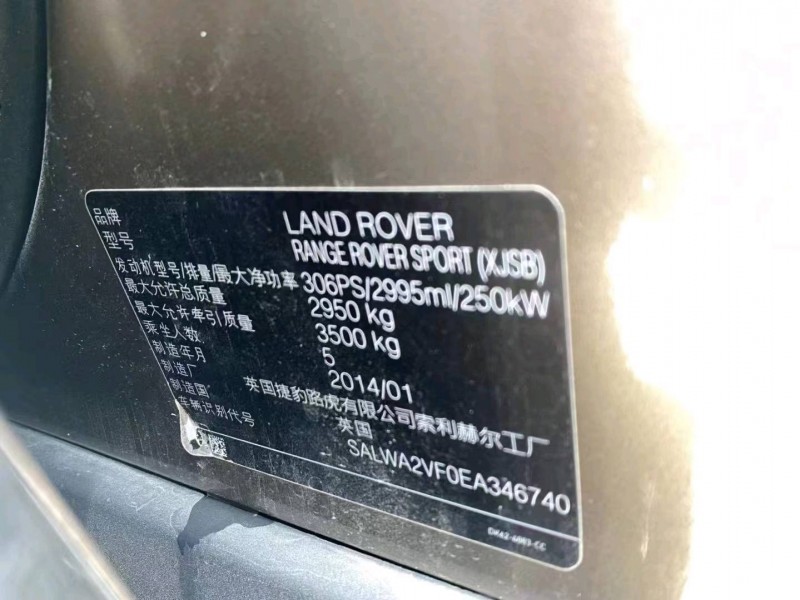 品牌 LAND ROVER
型号 RANGE ROVER SPORT (XJSB)
发动机型号/排量/最大净功率 306PS/2995ml/250kW
最大允许总质量 2950 kg
最大允许牵引质量 3500 kg
乘坐人数 5
制造年月 2014/01
制造厂 英国捷豹路虎有限公司索利赫尔工厂
制造国 英国
车辆识别代号 SALWA2VF0EA346740